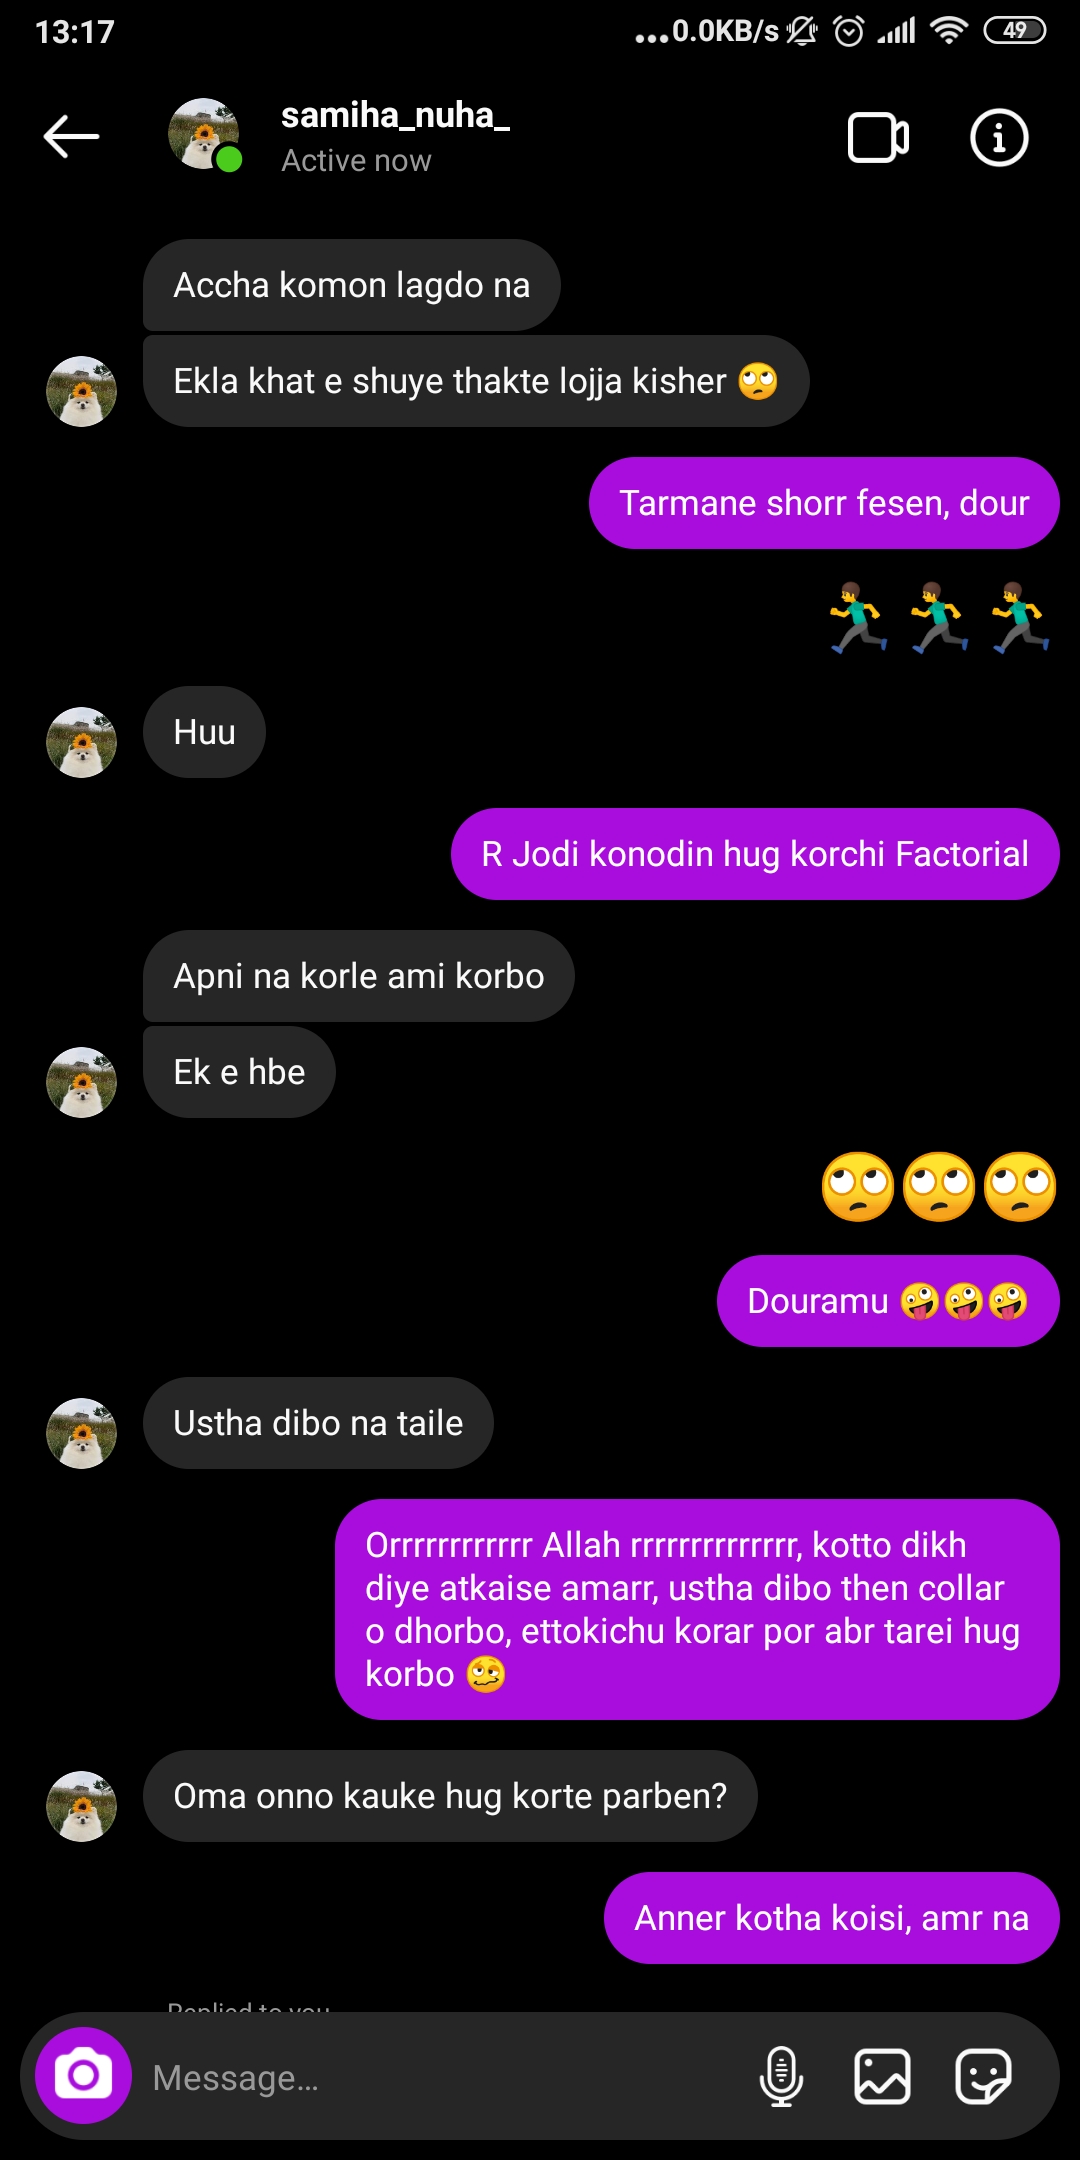 13:17
...0.0KB/s
49
samiha_nuha_
Active now
Accha komon lagdo na
Ekla khat e shuye thakte lojja kisher 🙄
Tarmane shorr fesen, dour
🏃‍♂️🏃‍♂️🏃‍♂️
Huu
R Jodi konodin hug korchi Factorial
Apni na korle ami korbo
Ek e hbe
🙄🙄🙄
Douramu 🤪🤪🤪
Ustha dibo na taile
Orrrrrrrrrrrr Allah rrrrrrrrrrrrrr, kotto dikh
diye atkaise amarr, ustha dibo then collar
o dhorbo, ettokichu korar por abr tarei hug
korbo 🥴
Oma onno kauke hug korte parben?
Anner kotha koisi, amr na
Replied to you
Message...